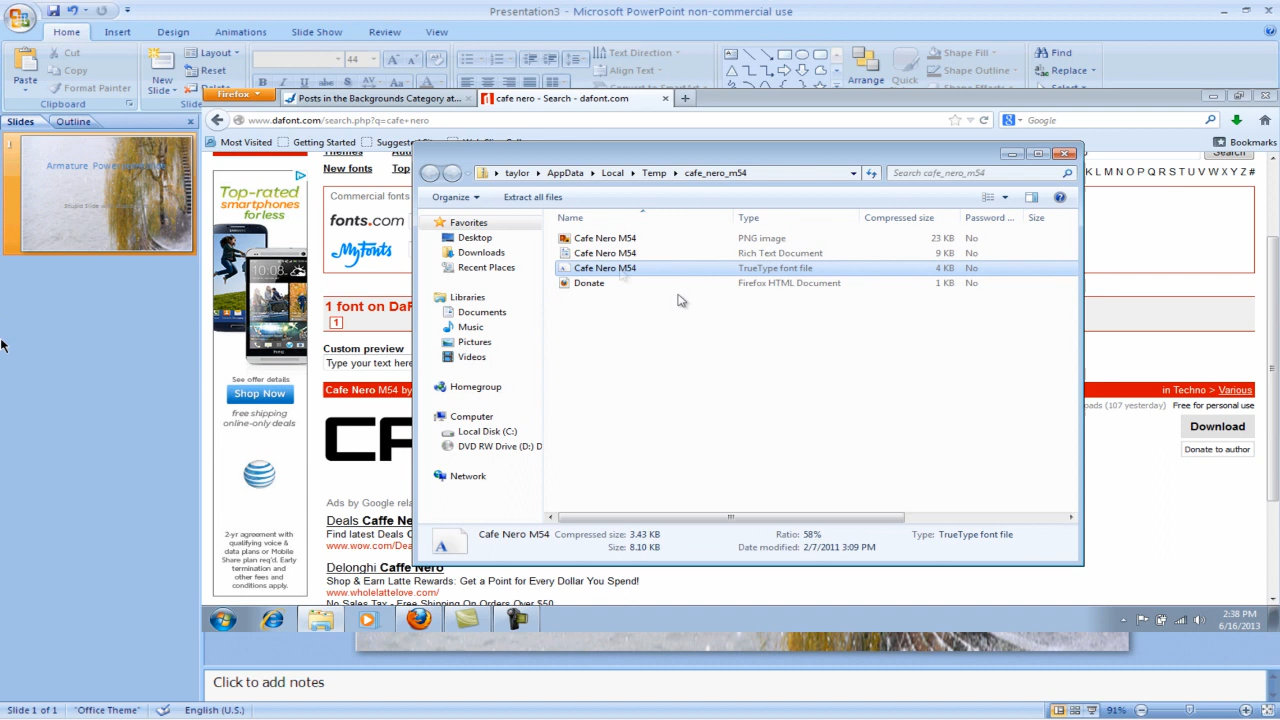 Presentation3 - Microsoft PowerPoint non-commercial use
Home Insert Design Animations Slide Show Review View
Paste
Cut
Copy
Format Painter
Clipboard
New Slide
Layout
Reset
Delete
44
Text Direction
Align Text
Arrange
Quick
Shape Fill
Shape Outline
Find
Replace
Slides Outline
1
Firefox
Posts in the Backgrounds Category at...
cafe nero - Search - dafont.com
www.dafont.com/search.php?q=cafe+nero
Google
Most Visited Getting Started Bookmarks
Themes
New fonts Top
Search
K L M N O P Q R S T U V W X Y Z #
Commercial fonts
fonts.com
MyFonts
Top-rated
smartphones
for less
10:08
See offer details
Shop Now
free shipping
online-only deals
2-yr agreement with
qualifying voice &
data plans or Mobile
Share plan req'd. Early
termination and
other fees and
conditions apply.
1 font on DaF
1
Custom preview
Type your text here
Cafe Nero M54 by
in Techno > Various
(107 yesterday) Free for personal use
Download
Donate to author
Ads by Google
Deals Caffe Ne
Find latest Deals C
www.wow.com/Dea
Delonghi Caffe Nero
Shop & Earn Latte Rewards: Get a Point for Every Dollar You Spend!
www.wholelattelove.com/
No Sales Tax - Free Shipping On Orders Over $50
taylor AppData Local Temp cafe_nero_m54
Search cafe_nero_m54
Organize Extract all files
Name Type Compressed size Password ... Size
Cafe Nero M54 PNG image 23 KB No
Cafe Nero M54 Rich Text Document 9 KB No
Cafe Nero M54 TrueType font file 4 KB No
Donate Firefox HTML Document 1 KB No
Favorites
Desktop
Downloads
Recent Places
Libraries
Documents
Music
Pictures
Videos
Homegroup
Computer
Local Disk (C:)
DVD RW Drive (D:) D
Network
Cafe Nero M54 Compressed size: 3.43 KB Ratio: 58% Type: TrueType font file
Size: 8.10 KB Date modified: 2/7/2011 3:09 PM
2:38 PM
6/16/2013
Click to add notes
Slide 1 of 1 "Office Theme" English (U.S.) 91%